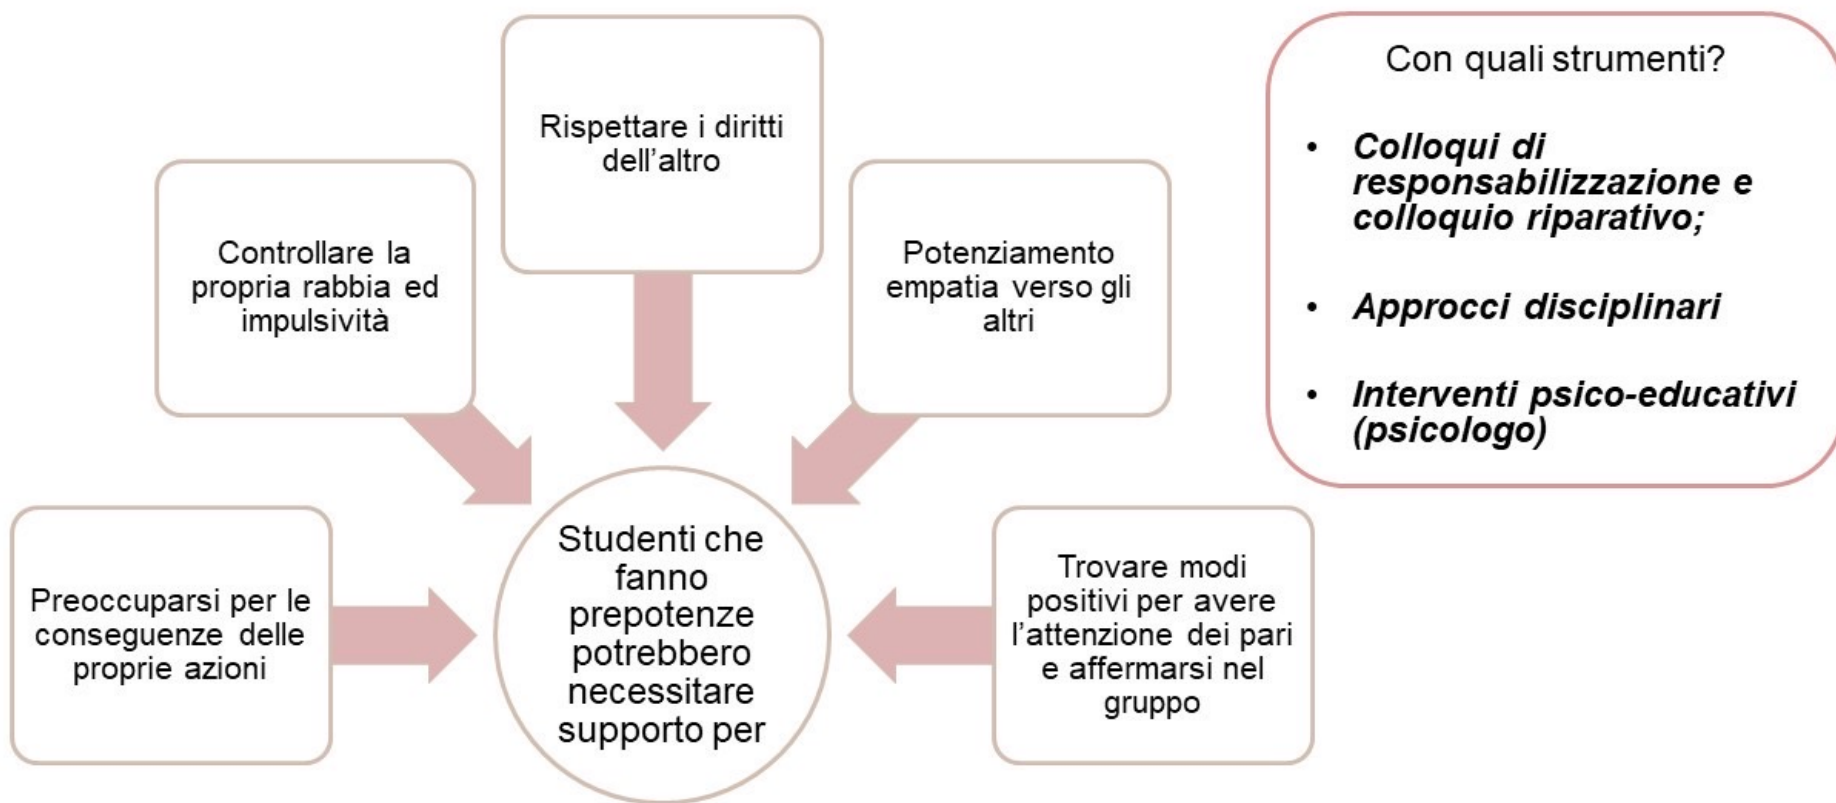 Rispettare i diritti
dell’altro
Controllare la
propria rabbia ed
impulsività
Potenziamento
empatia verso gli
altri
Preoccuparsi per le
conseguenze delle
proprie azioni
Studenti che
fanno
prepotenze
potrebbero
necessitare
supporto per
Trovare modi
positivi per avere
l’attenzione dei pari
e affermarsi nel
gruppo
Con quali strumenti?
• Colloqui di
responsabilizzazione e
colloquio riparativo;
• Approcci disciplinari
• Interventi psico-educativi
(psicologo)